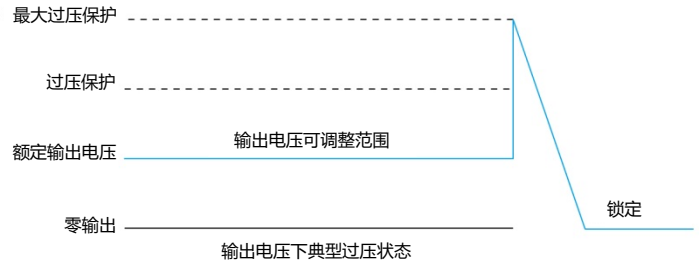 最大过压保护
过压保护
输出电压可调整范围
额定输出电压
锁定
零输出
输出电压下典型过压状态